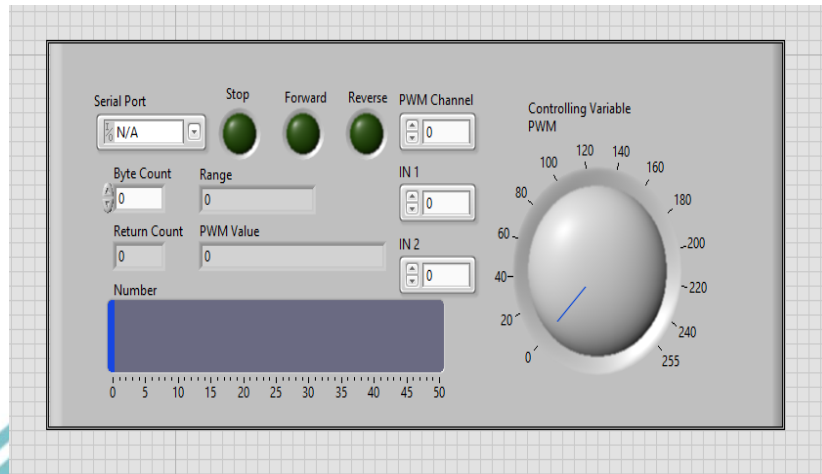 Serial Port
Stop
Forward
Reverse
PWM Channel
Controlling Variable
PWM
N/A
0
Byte Count
Range
IN 1
0
0
0
Return Count
PWM Value
IN 2
0
0
0
Number
0 5 10 15 20 25 30 35 40 45 50
0
20
40
60
80
100
120
140
160
180
200
220
240
255